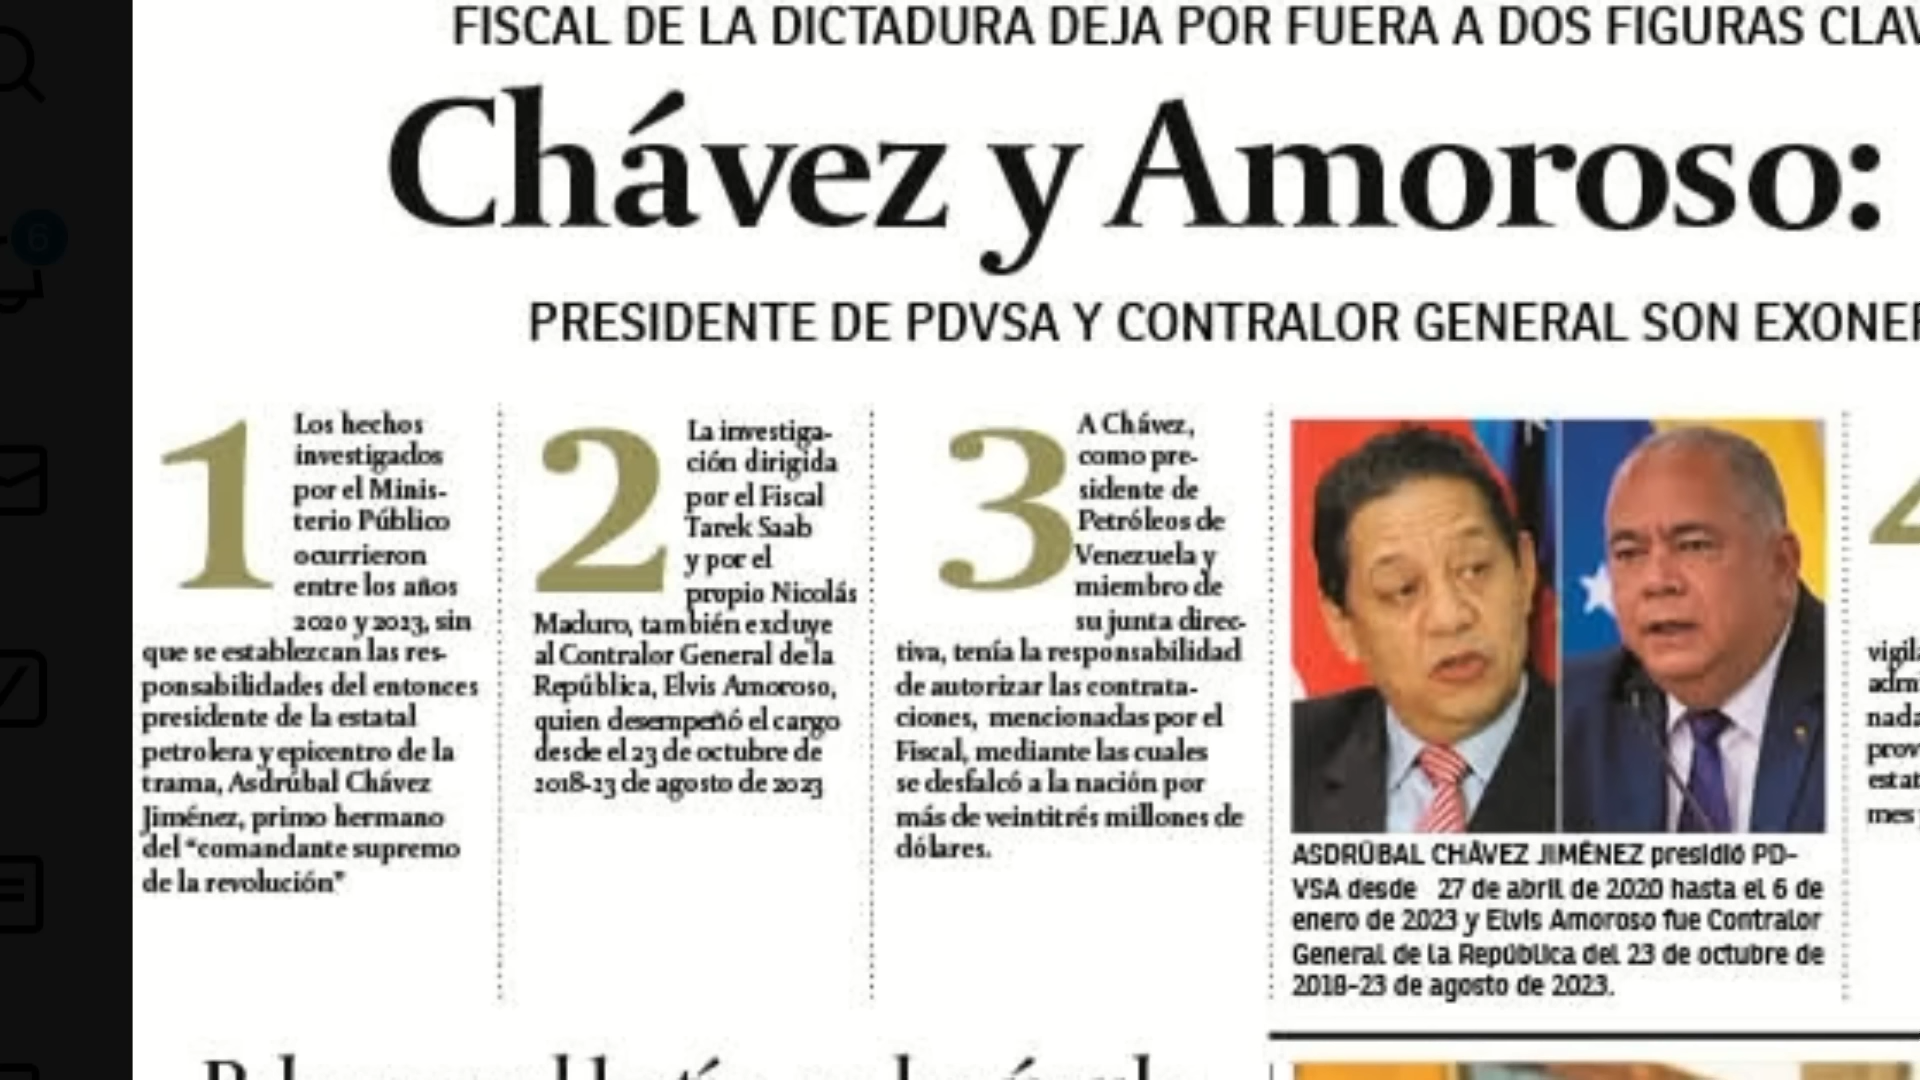 FISCAL DE LA DICTADURA DEJA POR FUERA A DOS FIGURAS
Chávez y Amoroso:
PRESIDENTE DE PDVSA Y CONTRALOR GENERAL SON
1
Los hechos
investigados
por el Minis-
terio Público
ocurrieron
entre los años
2020 y 2023, sin
que se establezcan las res-
ponsabilidades del entonces
presidente de la estatal
petrolera y epicentro de la
trama, Asdrúbal Chávez
Jiménez, primo hermano
del "comandante supremo
de la revolución"
2
La investiga-
ción dirigida
por el Fiscal
Tarek Saab
y por el
propio Nicolás
Maduro, también excluye
al Contralor General de la
República, Elvis Amoroso,
quien desempeñó el cargo
desde el 23 de octubre de
2018-23 de agosto de 2023
3
A Chávez,
como pre-
sidente de
Petróleos de
Venezuela y
miembro de
su junta direc-
tiva, tenía la responsabilidad
de autorizar las contrata-
ciones, mencionadas por el
Fiscal, mediante las cuales
se desfalcó a la nación por
más de veintitrés millones de
dólares.
ASDRÚBAL CHÁVEZ JIMÉNEZ presidió PD-
VSA desde 27 de abril de 2020 hasta el 6 de
enero de 2023 y Elvis Amoroso fue Contralor
General de la República del 23 de octubre de
2018-23 de agosto de 2023.
6